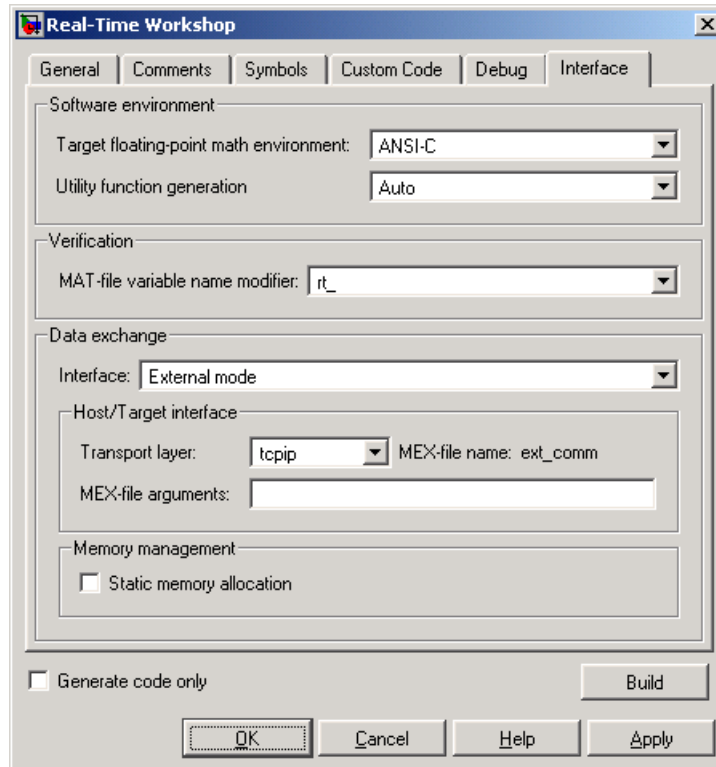 Real-Time Workshop
General Comments Symbols Custom Code Debug Interface
Software environment
Target floating-point math environment: ANSI-C
Utility function generation Auto
Verification
MAT-file variable name modifier: rt_
Data exchange
Interface: External mode
Host/Target interface
Transport layer: tcpip MEX-file name: ext_comm
MEX-file arguments:
Memory management
Static memory allocation
Generate code only Build
OK Cancel Help Apply